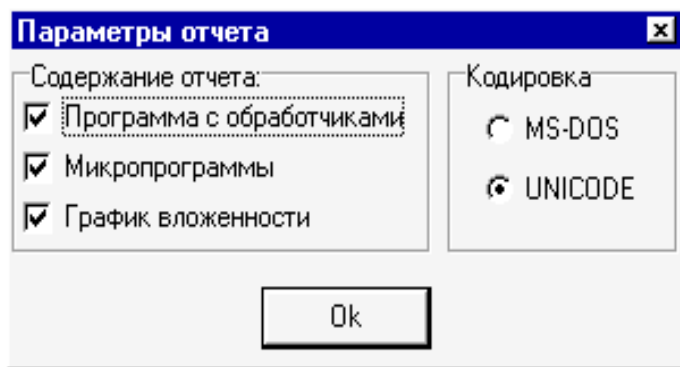 Параметры отчета
Содержание отчета:
Программа с обработчиками
Микропрограммы
График вложенности
Кодировка
MS-DOS
UNICODE
Ok